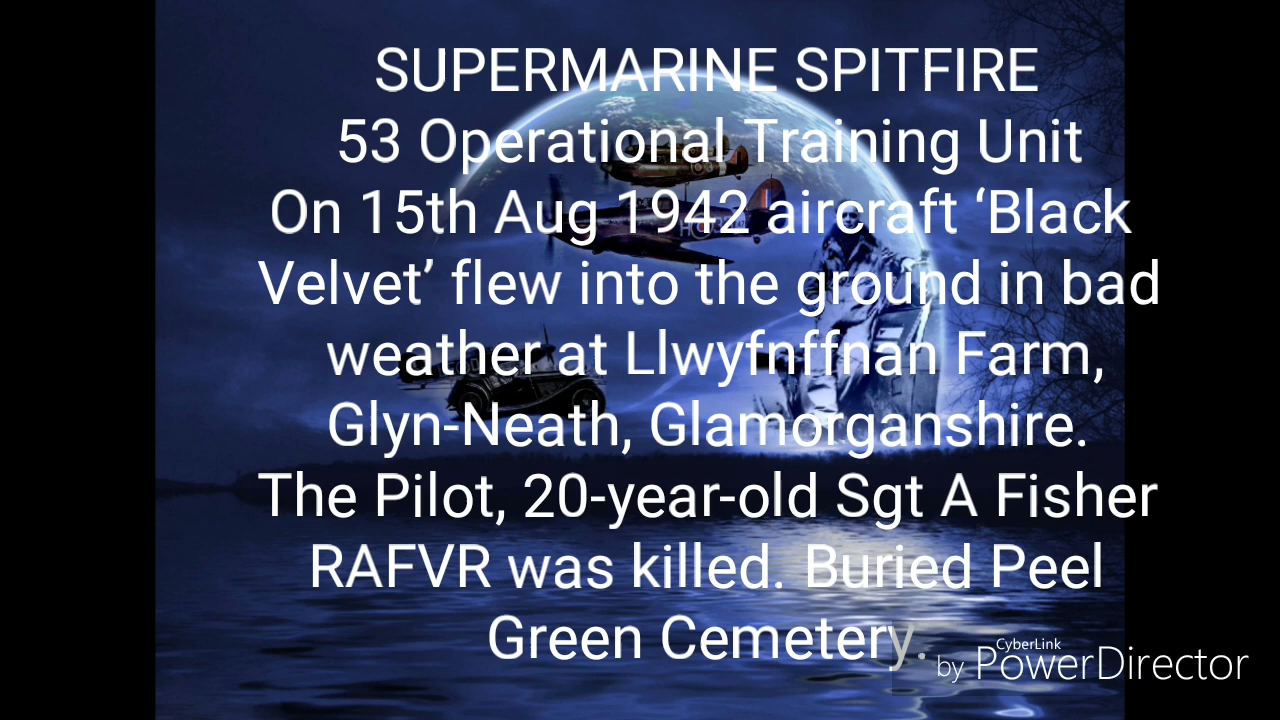 SUPERMARINE SPITFIRE
53 Operational Training Unit
On 15th Aug 1942 aircraft ‘Black
Velvet’ flew into the ground in bad
weather at Llwyfnffnan Farm,
Glyn-Neath, Glamorganshire.
The Pilot, 20-year-old Sgt A Fisher
RAFVR was killed. Buried Peel
Green Cemetery.
CyberLink
by PowerDirector